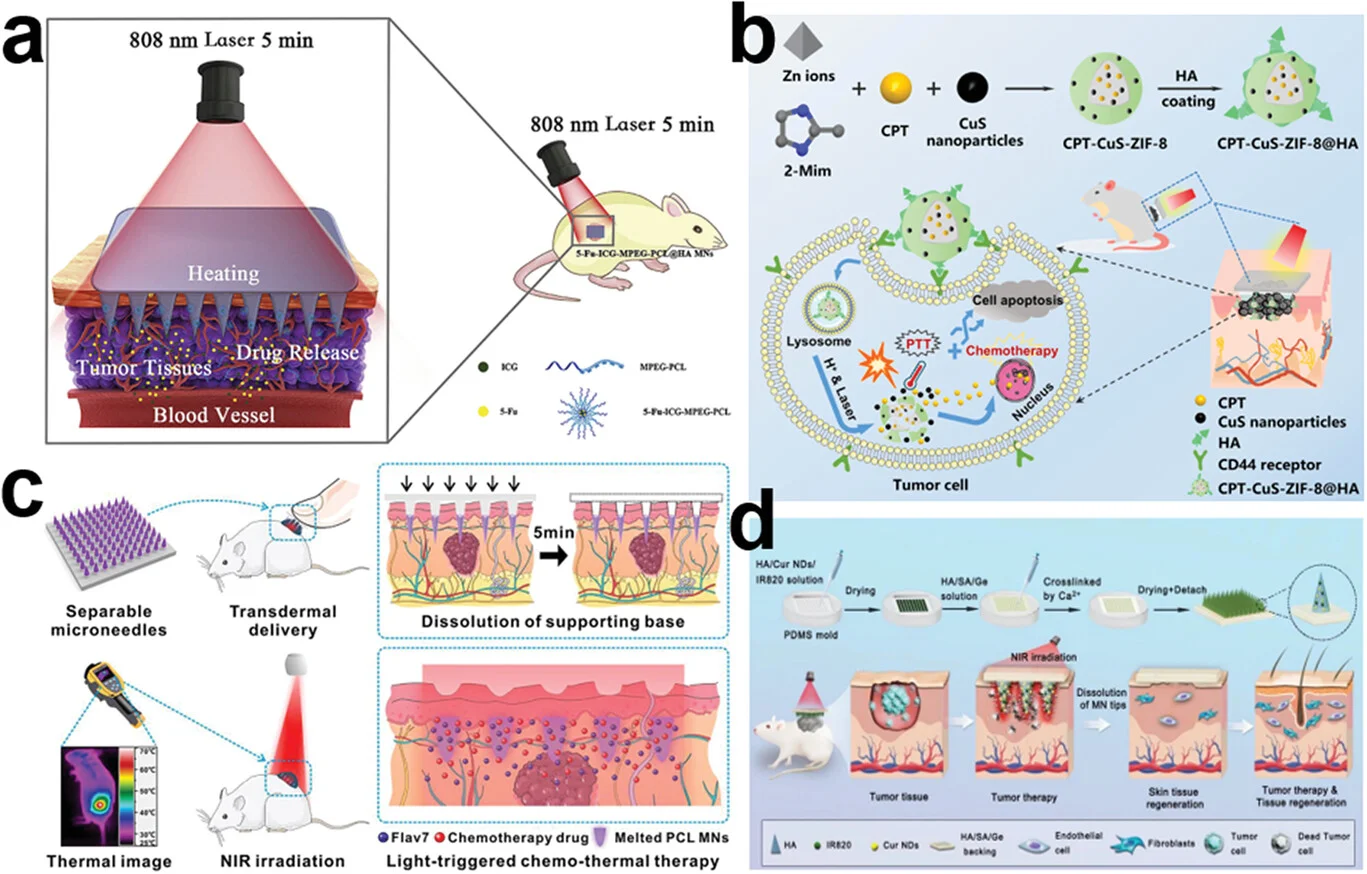 a
808 nm Laser 5 min
Heating
Drug Release
Tumor Tissues
Blood Vessel
808 nm Laser 5 min
5-Fu-ICG-MPEG-PCL@HA MNs
ICG
MPEG-PCL
5-Fu
5-Fu-ICG-MPEG-PCL
b
Zn ions
2-Mim
+
CPT
+
CuS
nanoparticles
CPT-CuS-ZIF-8
HA
coating
CPT-CuS-ZIF-8@HA
Lysosome
H⁺ & Laser
PTT
+
Chemotherapy
Cell apoptosis
Nucleus
Tumor cell
CPT
CuS nanoparticles
HA
CD44 receptor
CPT-CuS-ZIF-8@HA
c
Separable
microneedles
Transdermal
delivery
5min
Dissolution of supporting base
70℃
60℃
50℃
40℃
30℃
25℃
Thermal image
NIR irradiation
Flav7
Chemotherapy drug
Melted PCL MNs
Light-triggered chemo-thermal therapy
d
HA/Cur NDs/
IR820 solution
PDMS mold
Drying
HA/SA/Ge
solution
Crosslinked
by Ca²⁺
Drying+Detach
NIR irradiation
Dissolution
of MN tips
Tumor tissue
Tumor therapy
Skin tissue
regeneration
Tumor therapy &
Tissue regeneration
HA
IR820
Cur NDs
HA/SA/Ge
backing
Endothelial
cell
Fibroblasts
Tumor
cell
Dead Tumor
cell